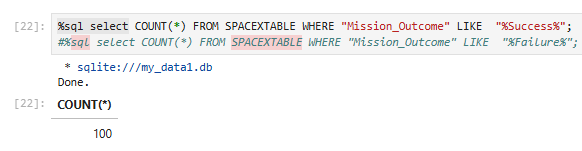 [22]: %sql select COUNT(*) FROM SPACEXTABLE WHERE "Mission_Outcome" LIKE "%Success%";
#%sql select COUNT(*) FROM SPACEXTABLE WHERE "Mission_Outcome" LIKE "%Failure%";
* sqlite:///my_data1.db
Done.
[22]: COUNT(*)
100